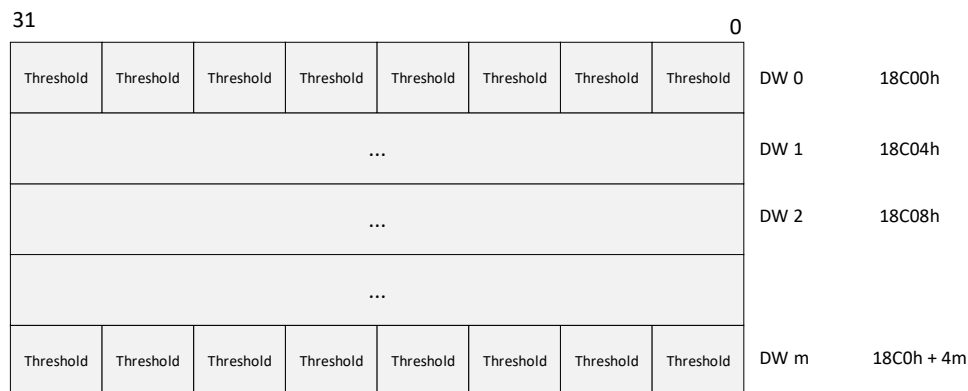 31 0
Threshold Threshold Threshold Threshold Threshold Threshold Threshold Threshold DW 0 18C00h
... DW 1 18C04h
... DW 2 18C08h
...
Threshold Threshold Threshold Threshold Threshold Threshold Threshold Threshold DW m 18C0h + 4m